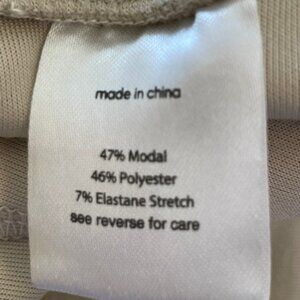 made in china
47% Modal
46% Polyester
7% Elastane Stretch
see reverse for care